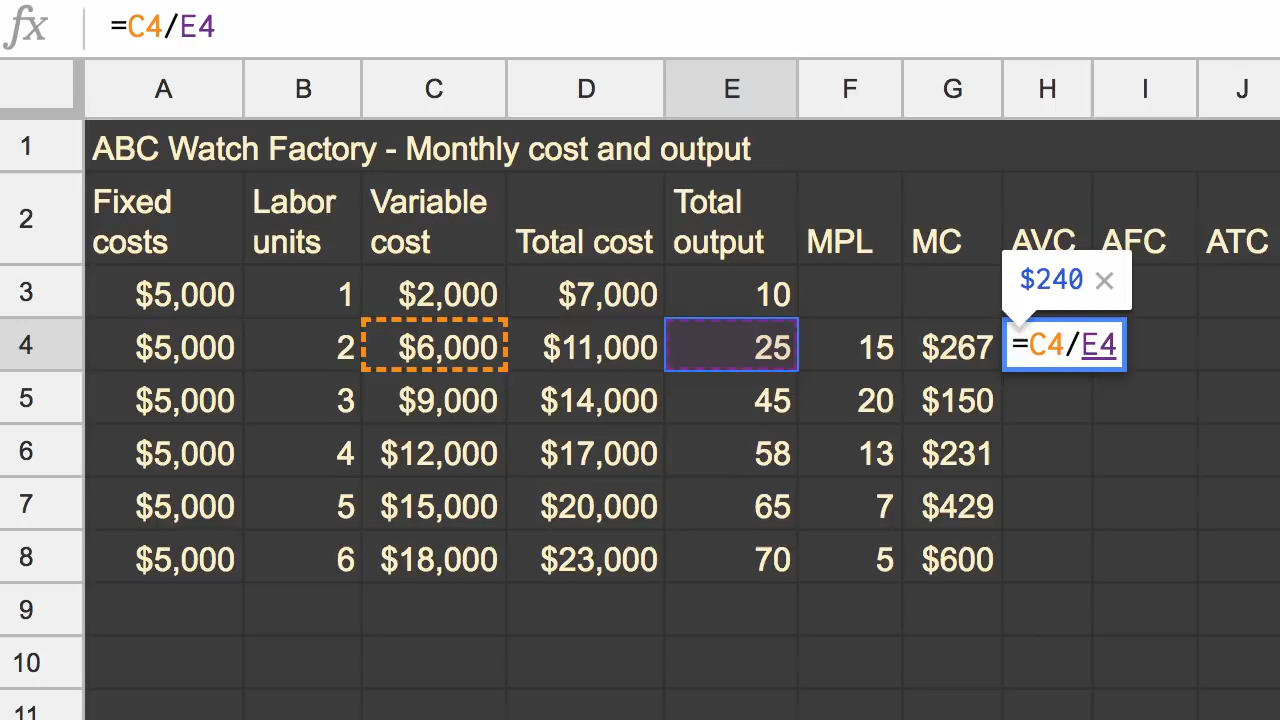 fx =C4/E4
A B C D E F G H I J
1 ABC Watch Factory - Monthly cost and output
2 Fixed costs Labor units Variable cost Total cost Total output MPL MC AVC AFC ATC
$240 ×
3 $5,000 1 $2,000 $7,000 10
4 $5,000 2 $6,000 $11,000 25 15 $267 =C4/E4
5 $5,000 3 $9,000 $14,000 45 20 $150
6 $5,000 4 $12,000 $17,000 58 13 $231
7 $5,000 5 $15,000 $20,000 65 7 $429
8 $5,000 6 $18,000 $23,000 70 5 $600
9
10
11